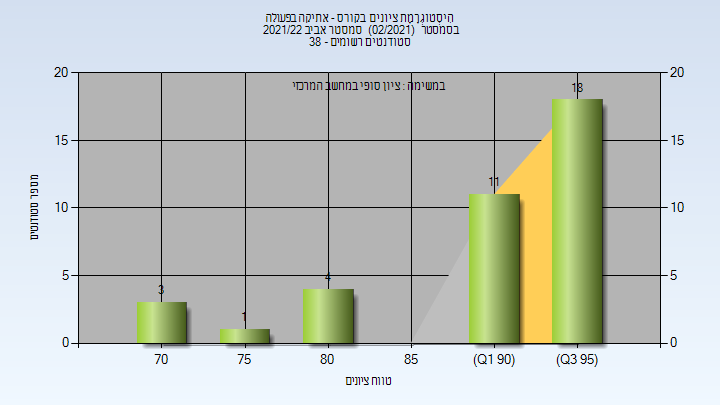 היסטוגרמת ציונים בקורס - אתיקה בפעולה
בסמסטר (02/2021) סמסטר אביב 2021/22
סטודנטים רשומים - 38
במשימה : ציון סופי במחשב המרכזי
20
15
10
5
0
20
15
10
5
0
מספר סטודנטים
3
1
4
11
18
70
75
80
85
(Q1 90)
(Q3 95)
טווח ציונים